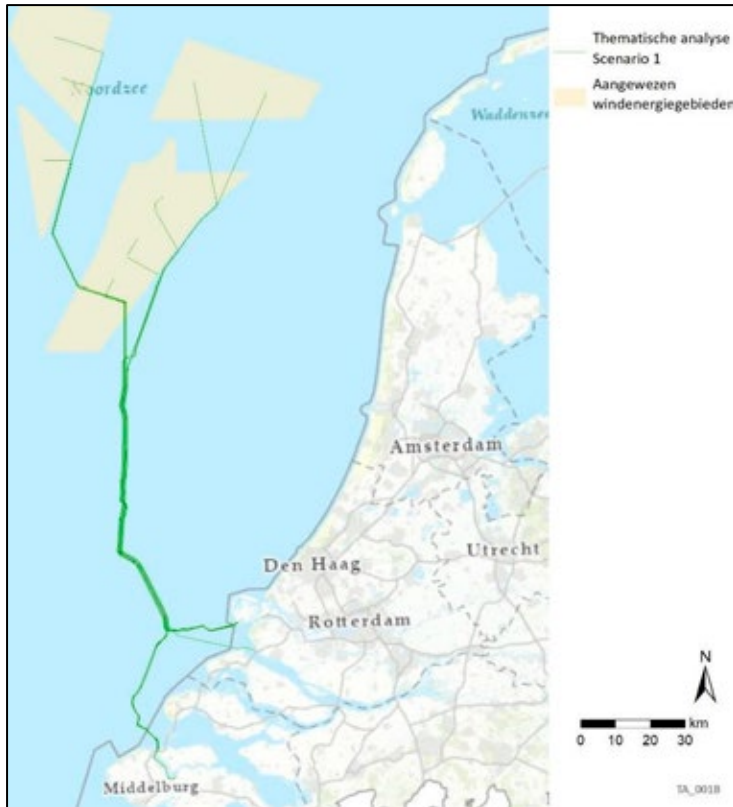 Thematische analyse
Scenario 1
Aangewezen
windenergiegebieden
Noordzee
Waddenzee
Amsterdam
Utrecht
Den Haag
Rotterdam
Middelburg
N
km
0 10 20 30
TA_001B